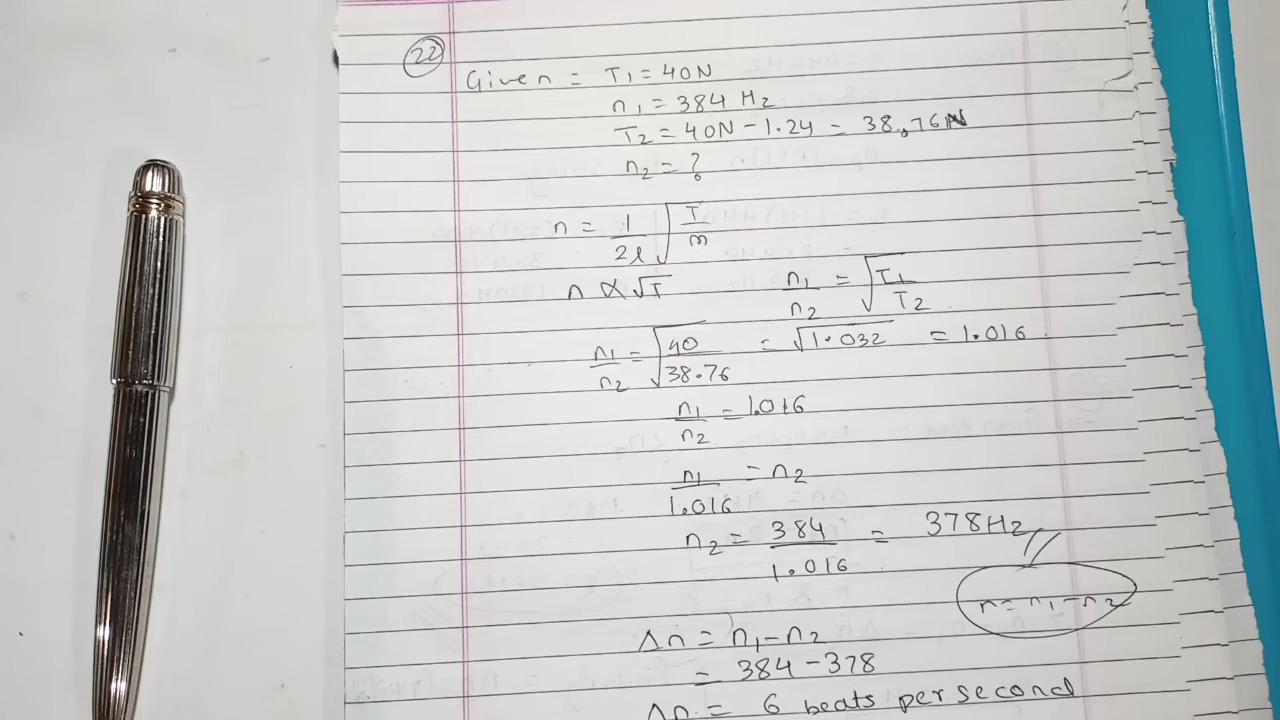 22
Given = T1 = 40N
n1 = 384 Hz
T2 = 40N - 1.24 = 38.76N
n2 = ?
n = 1/2l √T/m
n ∝ √T n1/n2 = √T1/T2
n1/n2 = √40/38.76 = √1.032 = 1.016
n1/n2 = 1.016
n1/1.016 = n2
n2 = 384/1.016 = 378Hz
n = n1 - n2
Δn = n1 - n2
= 384 - 378
Δn = 6 beats per second